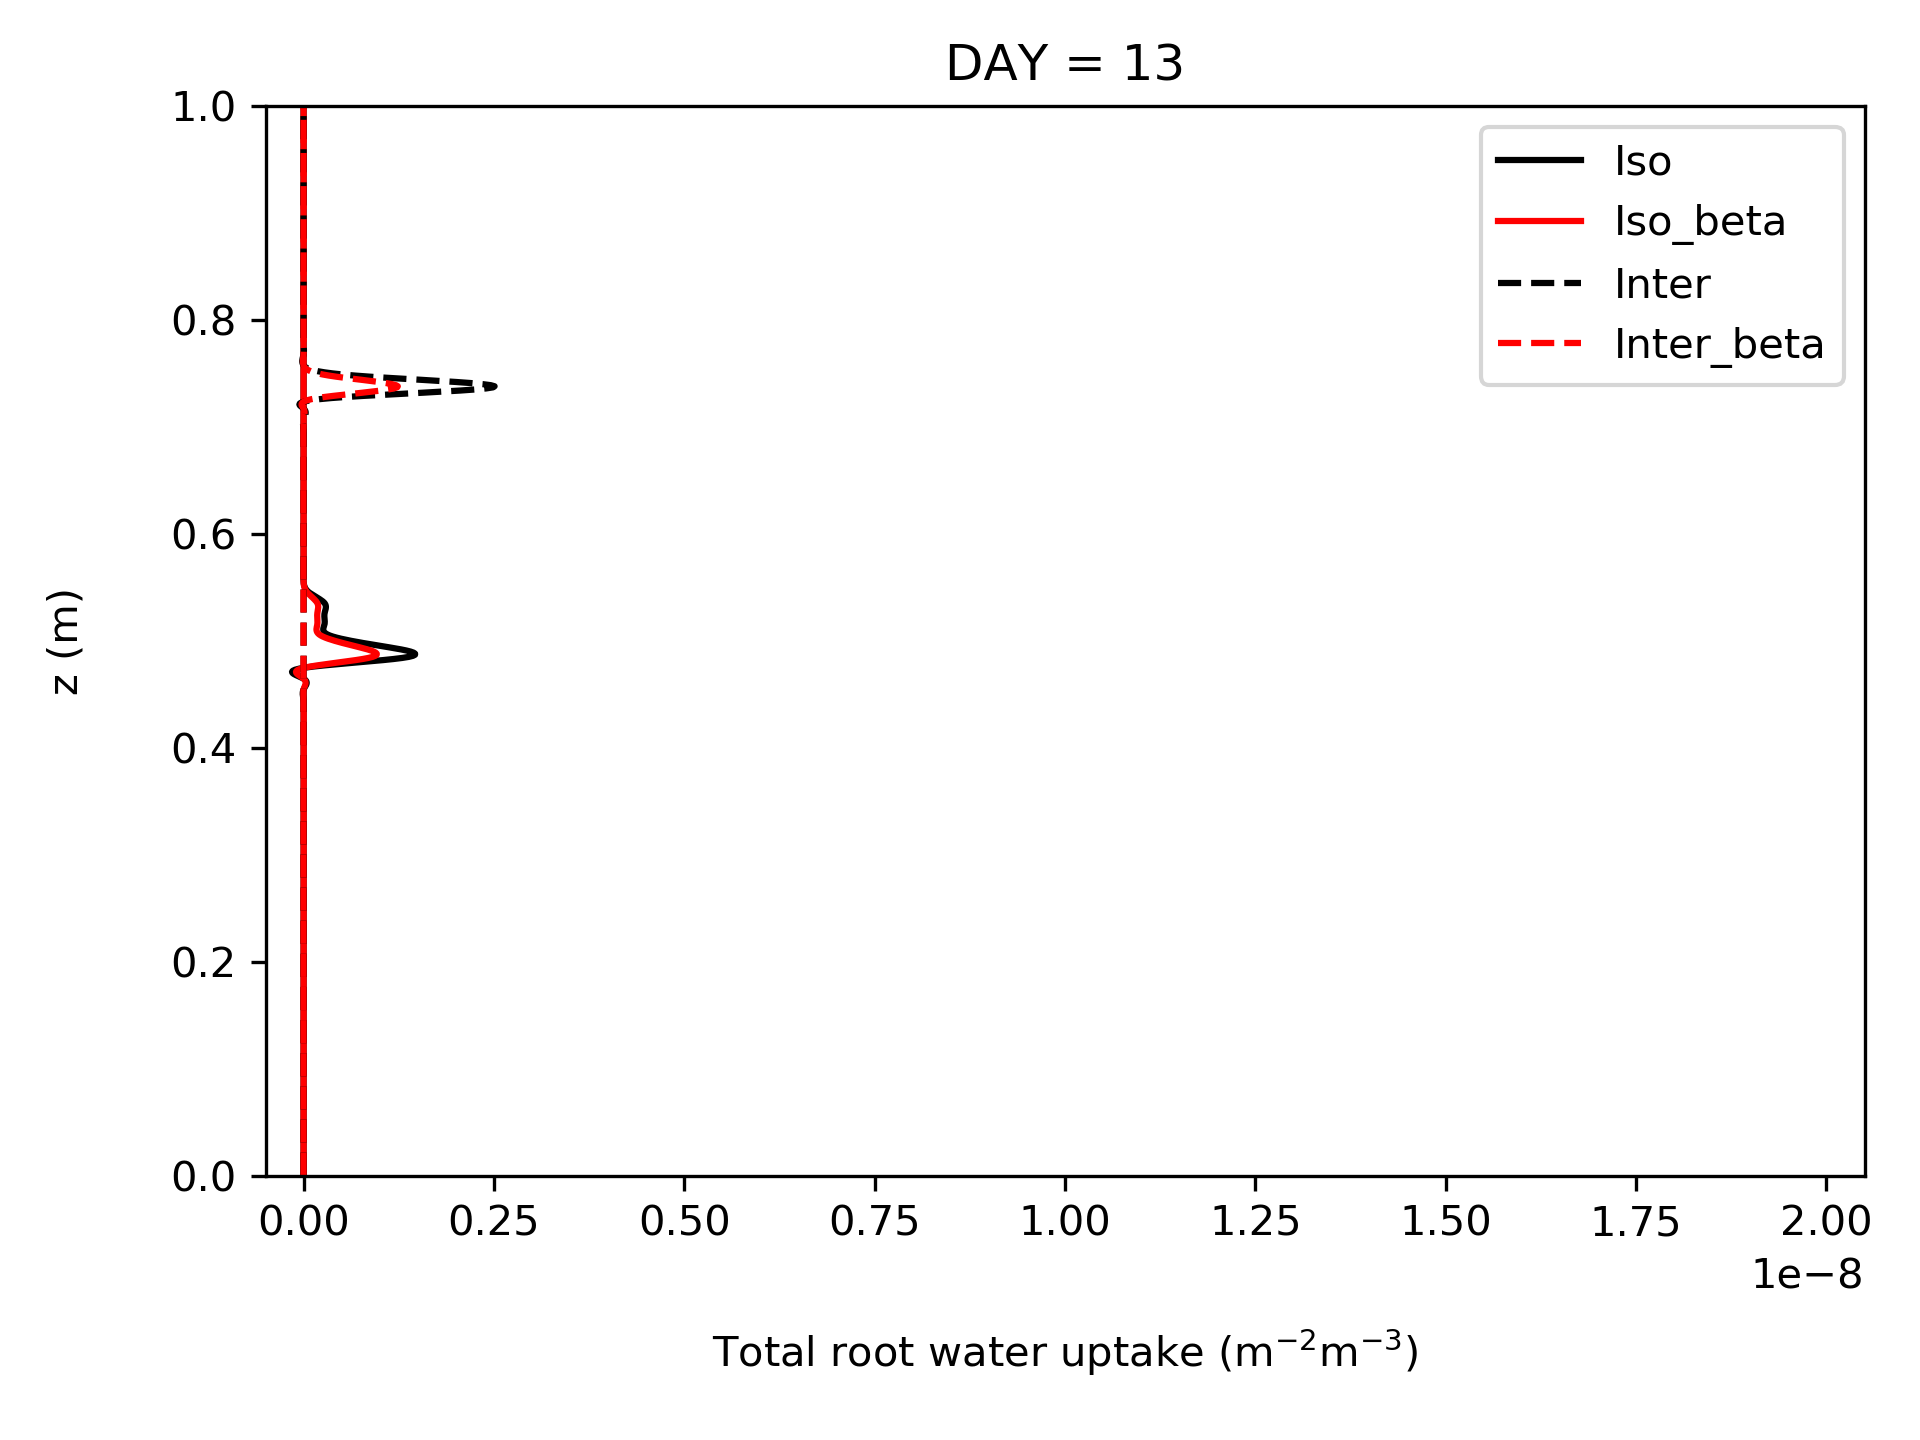 DAY = 13
1.0
0.8
0.6
0.4
0.2
0.0
z (m)
0.00 0.25 0.50 0.75 1.00 1.25 1.50 1.75 2.00
1e−8
Total root water uptake (m⁻²m⁻³)
Iso
Iso_beta
Inter
Inter_beta